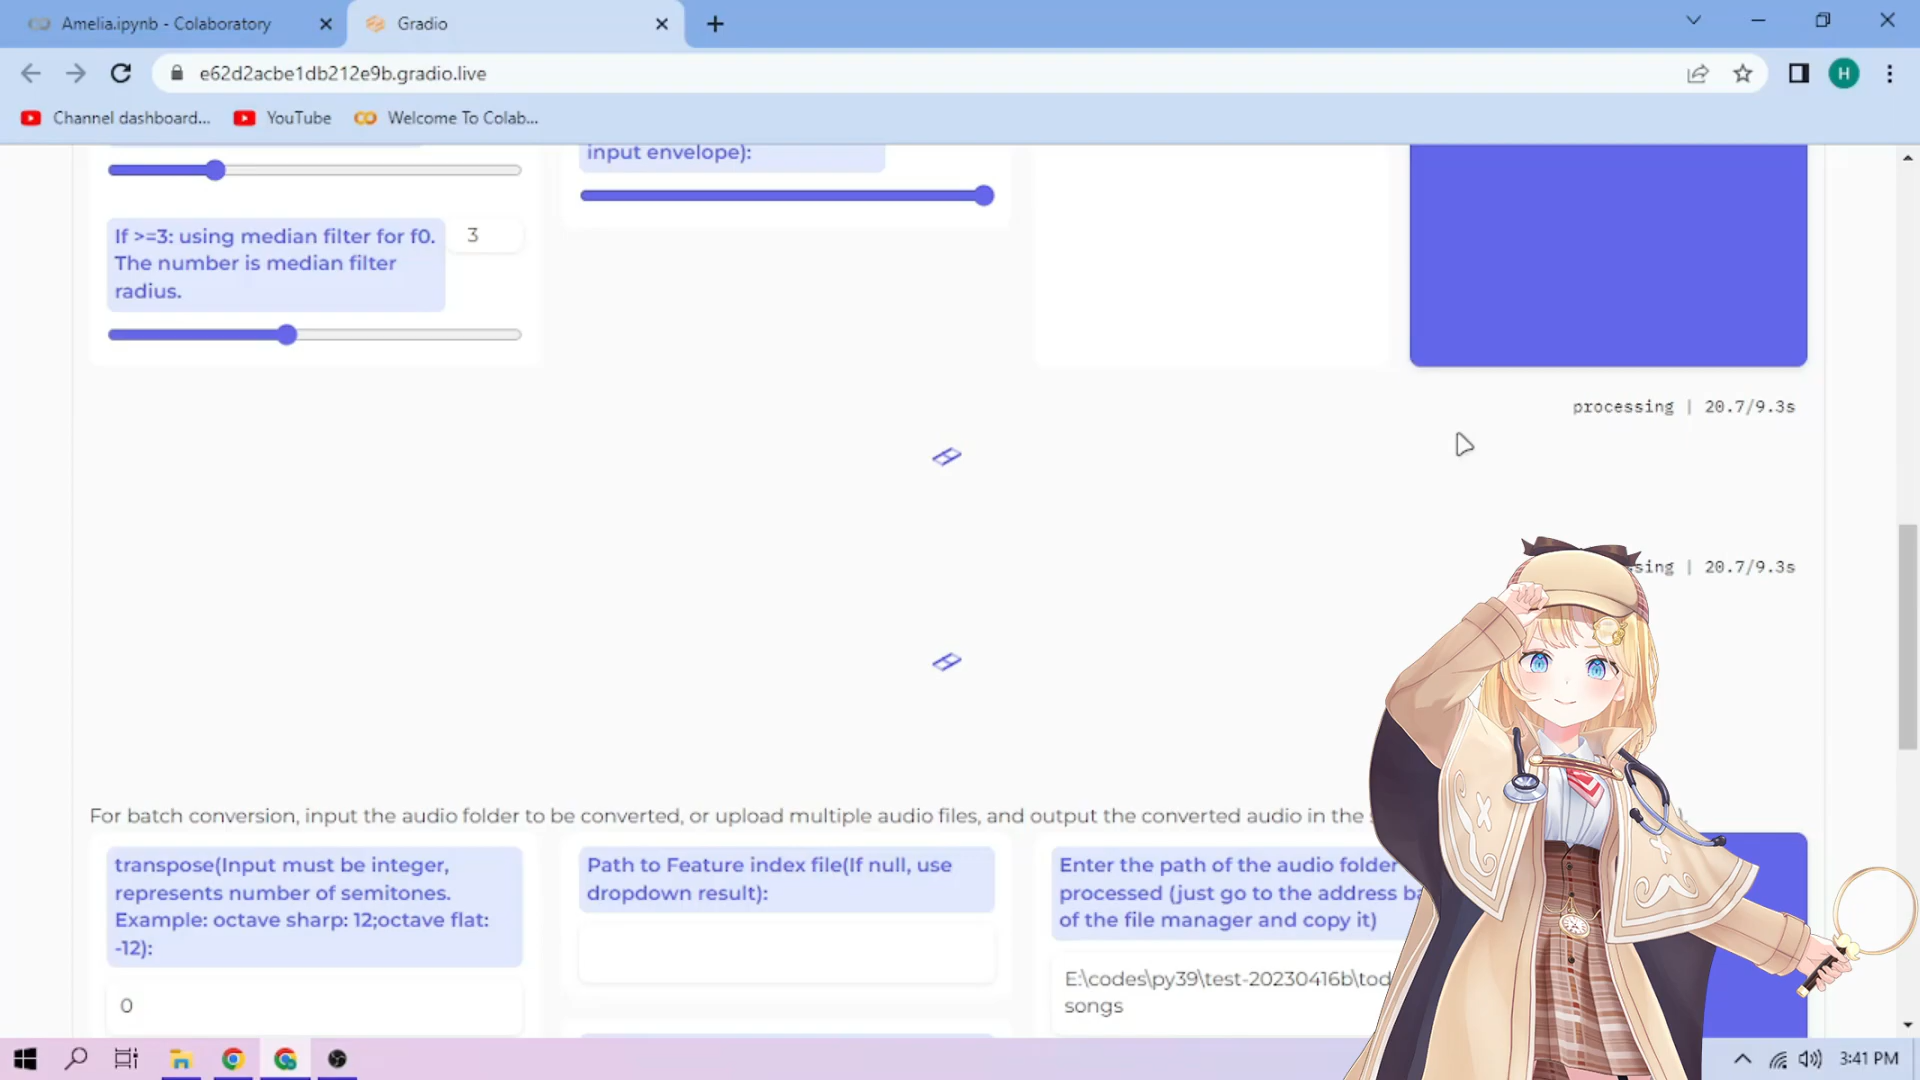 Amelia.ipynb - Colaboratory
Gradio
e62d2acbe1db212e9b.gradio.live
H
Channel dashboard...
YouTube
Welcome To Colab...
input envelope):
If >=3: using median filter for f0.
The number is median filter
radius.
3
processing | 20.7/9.3s
sing | 20.7/9.3s
For batch conversion, input the audio folder to be converted, or upload multiple audio files, and output the converted audio in the
transpose(Input must be integer,
represents number of semitones.
Example: octave sharp: 12;octave flat:
-12):
0
Path to Feature index file(If null, use
dropdown result):
Enter the path of the audio folder
processed (just go to the address ba
of the file manager and copy it)
E:\codes\py39\test-20230416b\tod
songs
3:41 PM